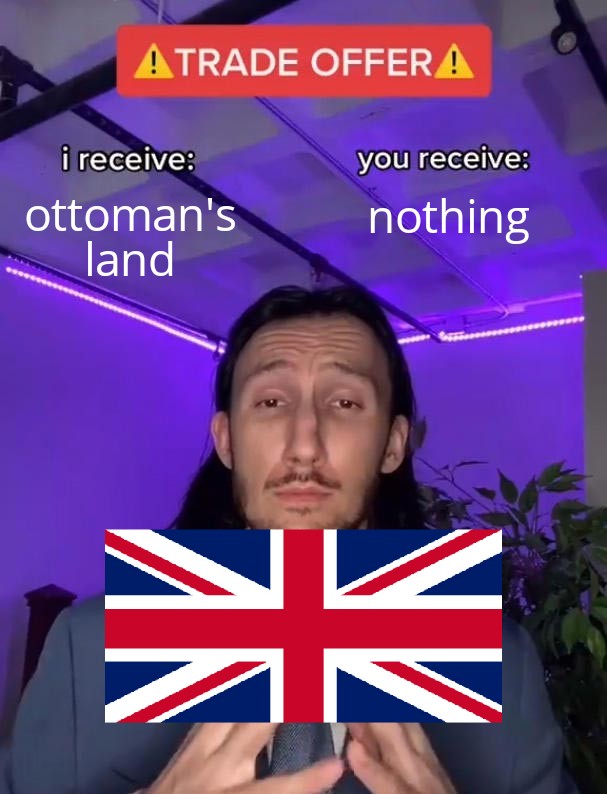 ⚠️TRADE OFFER⚠️
i receive:
you receive:
ottoman's
land
nothing